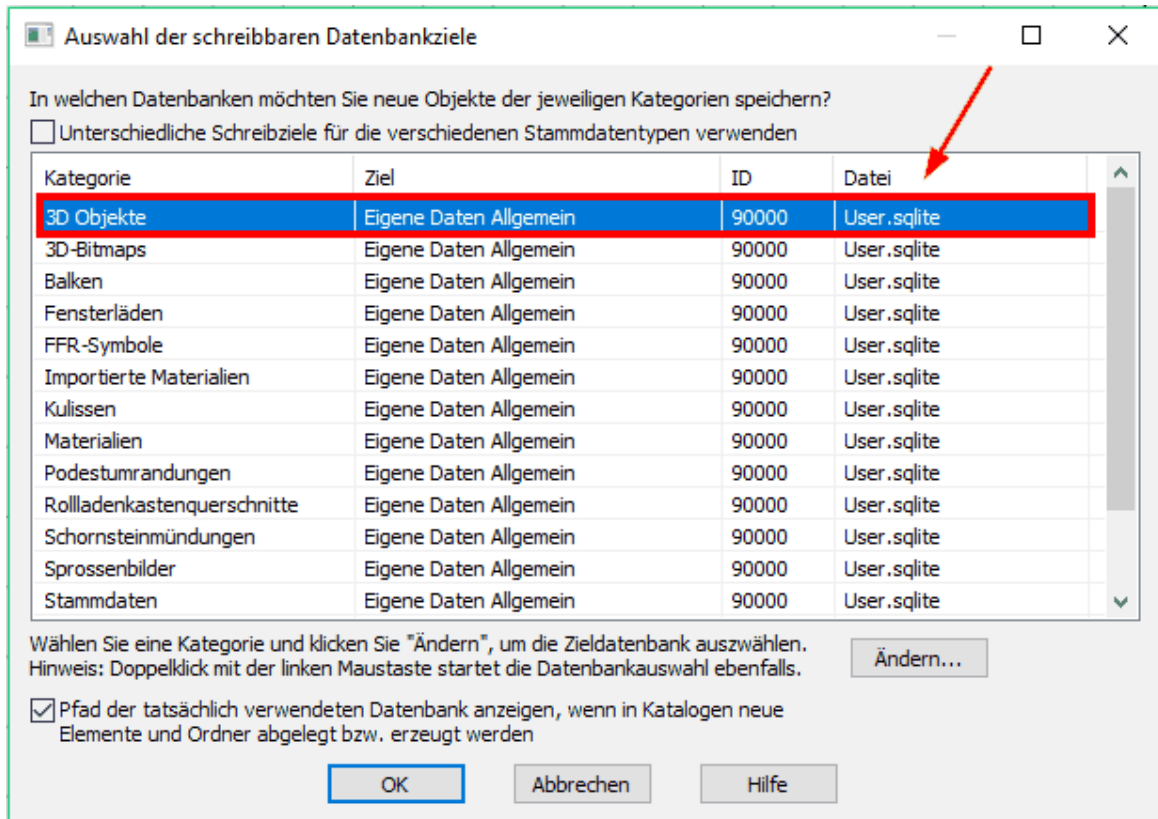 Auswahl der schreibbaren Datenbankziele
In welchen Datenbanken möchten Sie neue Objekte der jeweiligen Kategorien speichern?
Unterschiedliche Schreibziele für die verschiedenen Stammdatentypen verwenden
Kategorie Ziel ID Datei
3D Objekte Eigene Daten Allgemein 90000 User.sqlite
3D-Bitmaps Eigene Daten Allgemein 90000 User.sqlite
Balken Eigene Daten Allgemein 90000 User.sqlite
Fensterläden Eigene Daten Allgemein 90000 User.sqlite
FFR-Symbole Eigene Daten Allgemein 90000 User.sqlite
Importierte Materialien Eigene Daten Allgemein 90000 User.sqlite
Kulissen Eigene Daten Allgemein 90000 User.sqlite
Materialien Eigene Daten Allgemein 90000 User.sqlite
Podestumrandungen Eigene Daten Allgemein 90000 User.sqlite
Rollladenkastenquerschnitte Eigene Daten Allgemein 90000 User.sqlite
Schornsteinmündungen Eigene Daten Allgemein 90000 User.sqlite
Sprossenbilder Eigene Daten Allgemein 90000 User.sqlite
Stammdaten Eigene Daten Allgemein 90000 User.sqlite
Wählen Sie eine Kategorie und klicken Sie "Ändern", um die Zieldatenbank auszwählen.
Hinweis: Doppelklick mit der linken Maustaste startet die Datenbankauswahl ebenfalls.
Ändern...
Pfad der tatsächlich verwendeten Datenbank anzeigen, wenn in Katalogen neue
Elemente und Ordner abgelegt bzw. erzeugt werden
OK Abbrechen Hilfe